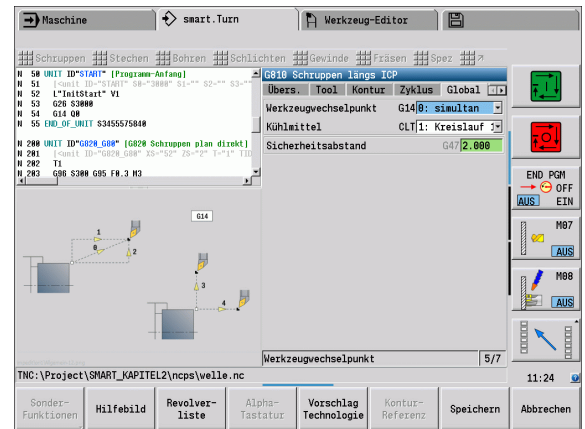 Maschine
smart.Turn
Werkzeug-Editor
Schruppen Stechen Bohren Schlichten Gewinde Fräsen Spez
N 50 UNIT ID"START" [Programm-Anfang]
N 51 |<unit ID="START" S0="3000" S1="" S2="" S3=""
N 52 L"InitStart" V1
N 53 G26 S3000
N 54 G14 Q0
N 55 END_OF_UNIT S3455575840
N 200 UNIT ID"G820_G80" [G820 Schruppen plan direkt]
N 201 |<unit ID="G820_G80" XS="52" ZS="2" T="1" TID
N 202 T1
N 203 G96 S300 G95 F0.3 M3
G810 Schruppen längs ICP
Übers. Tool Kontur Zyklus Global
Werkzeugwechselpunkt G14 0: simultan
Kühlmittel CLT 1: Kreislauf 1
Sicherheitsabstand G47 2.000
G14
1
0
2
3
4
Werkzeugwechselpunkt 5/7
TNC:\Project\SMART_KAPITEL2\ncps\welle.nc
END PGM
OFF
AUS EIN
M07
AUS
M08
AUS
11:24
Sonder-Funktionen
Hilfebild
Revolver-liste
Alpha-Tastatur
Vorschlag Technologie
Kontur-Referenz
Speichern
Abbrechen